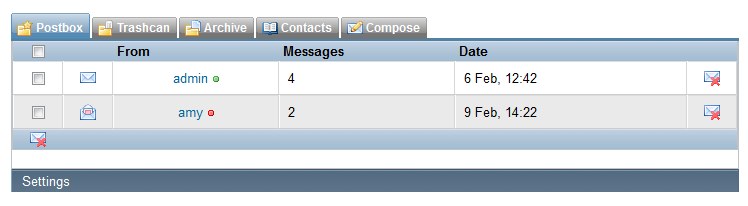 Postbox Trashcan Archive Contacts Compose
From Messages Date
admin 4 6 Feb, 12:42
amy 2 9 Feb, 14:22
Settings